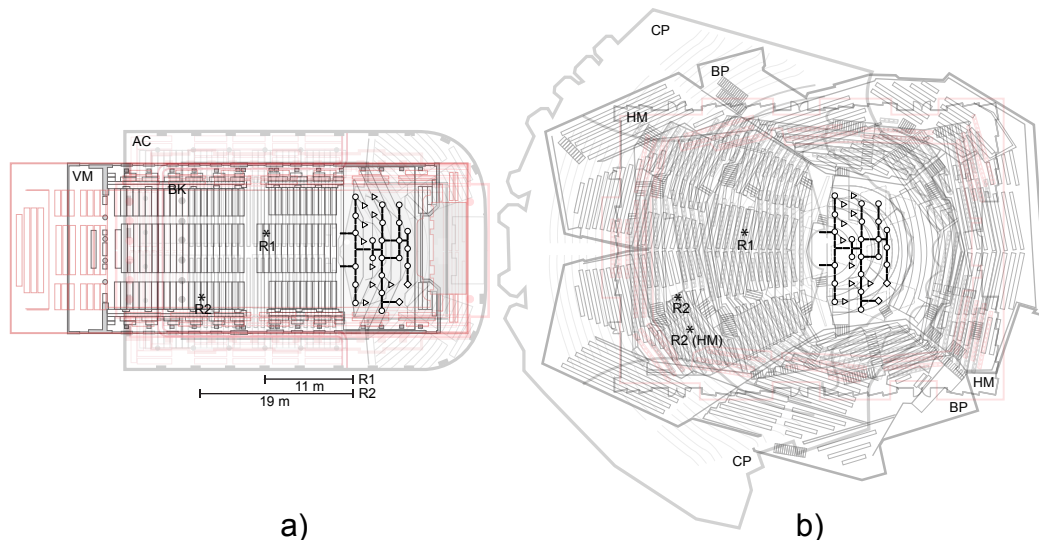 CP
BP
HM
AC
VM
BK
R1
R1
R2
R2
R2 (HM)
11 m R1
19 m R2
HM
BP
CP
a) b)